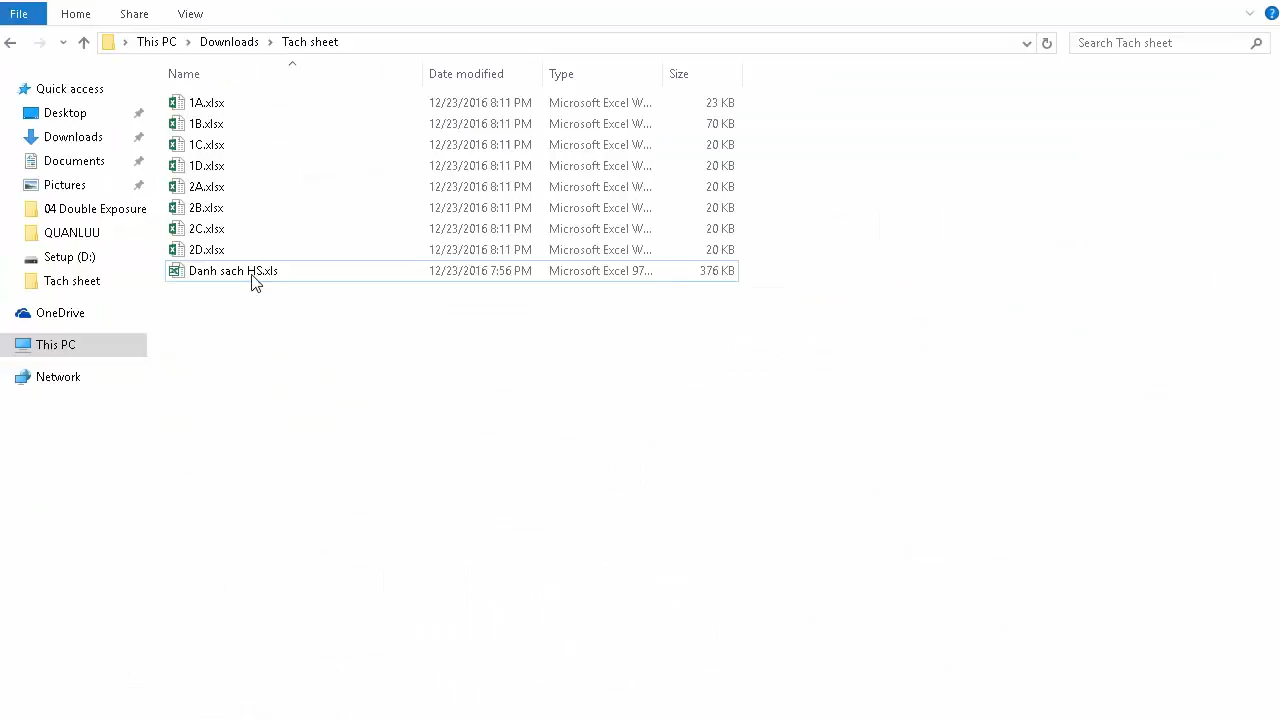 File Home Share View
This PC Downloads Tach sheet Search Tach sheet
Name Date modified Type Size
Quick access
Desktop
Downloads
Documents
Pictures
04 Double Exposure
QUANLUU
Setup (D:)
Tach sheet
OneDrive
This PC
Network
1A.xlsx 12/23/2016 8:11 PM Microsoft Excel W... 23 KB
1B.xlsx 12/23/2016 8:11 PM Microsoft Excel W... 70 KB
1C.xlsx 12/23/2016 8:11 PM Microsoft Excel W... 20 KB
1D.xlsx 12/23/2016 8:11 PM Microsoft Excel W... 20 KB
2A.xlsx 12/23/2016 8:11 PM Microsoft Excel W... 20 KB
2B.xlsx 12/23/2016 8:11 PM Microsoft Excel W... 20 KB
2C.xlsx 12/23/2016 8:11 PM Microsoft Excel W... 20 KB
2D.xlsx 12/23/2016 8:11 PM Microsoft Excel W... 20 KB
Danh sach HS.xls 12/23/2016 7:56 PM Microsoft Excel 97... 376 KB